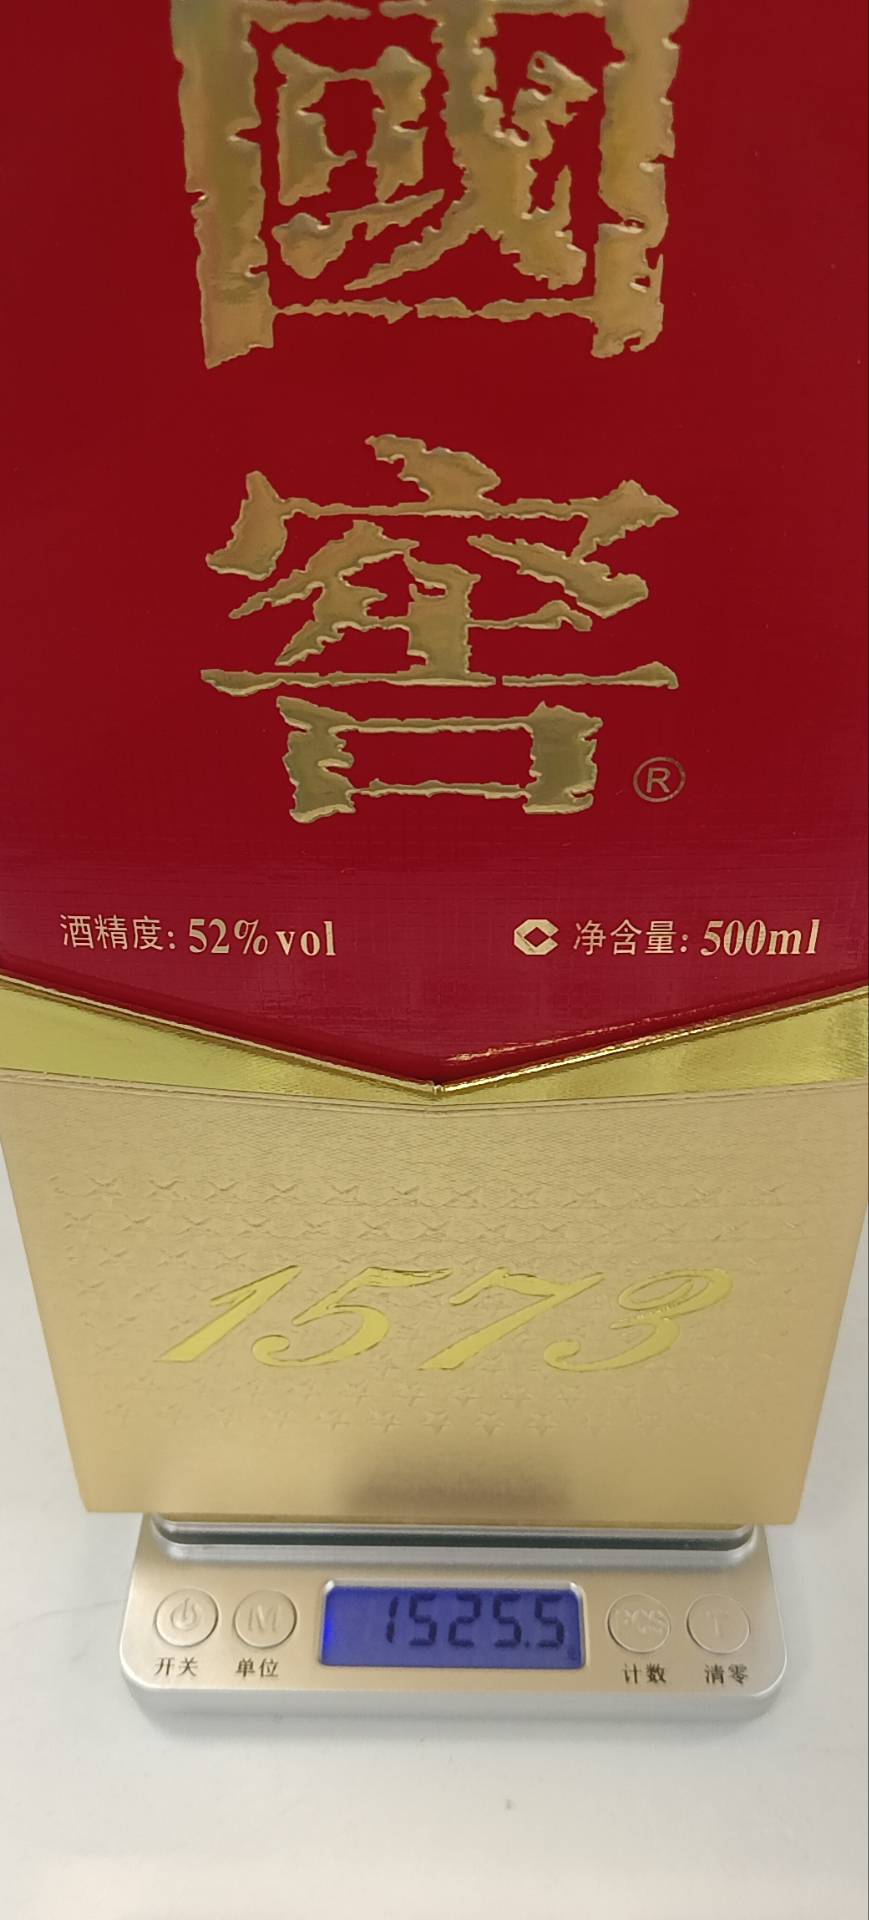 國
窖®
酒精度: 52%vol 净含量: 500ml
1573
1525.5
M PCS T
开关 单位 计数 清零